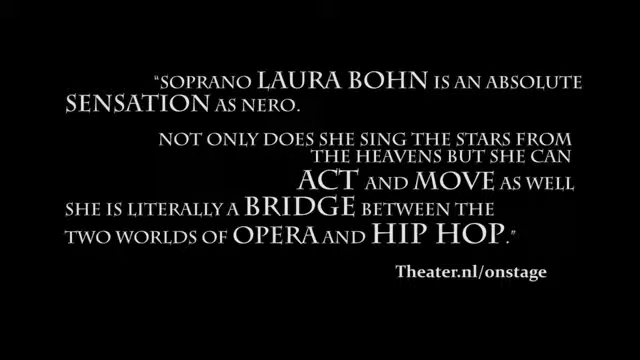 "SOPRANO LAURA BOHN IS AN ABSOLUTE
SENSATION AS NERO.
NOT ONLY DOES SHE SING THE STARS FROM
THE HEAVENS BUT SHE CAN
ACT AND MOVE AS WELL
SHE IS LITERALLY A BRIDGE BETWEEN THE
TWO WORLDS OF OPERA AND HIP HOP."
Theater.nl/onstage